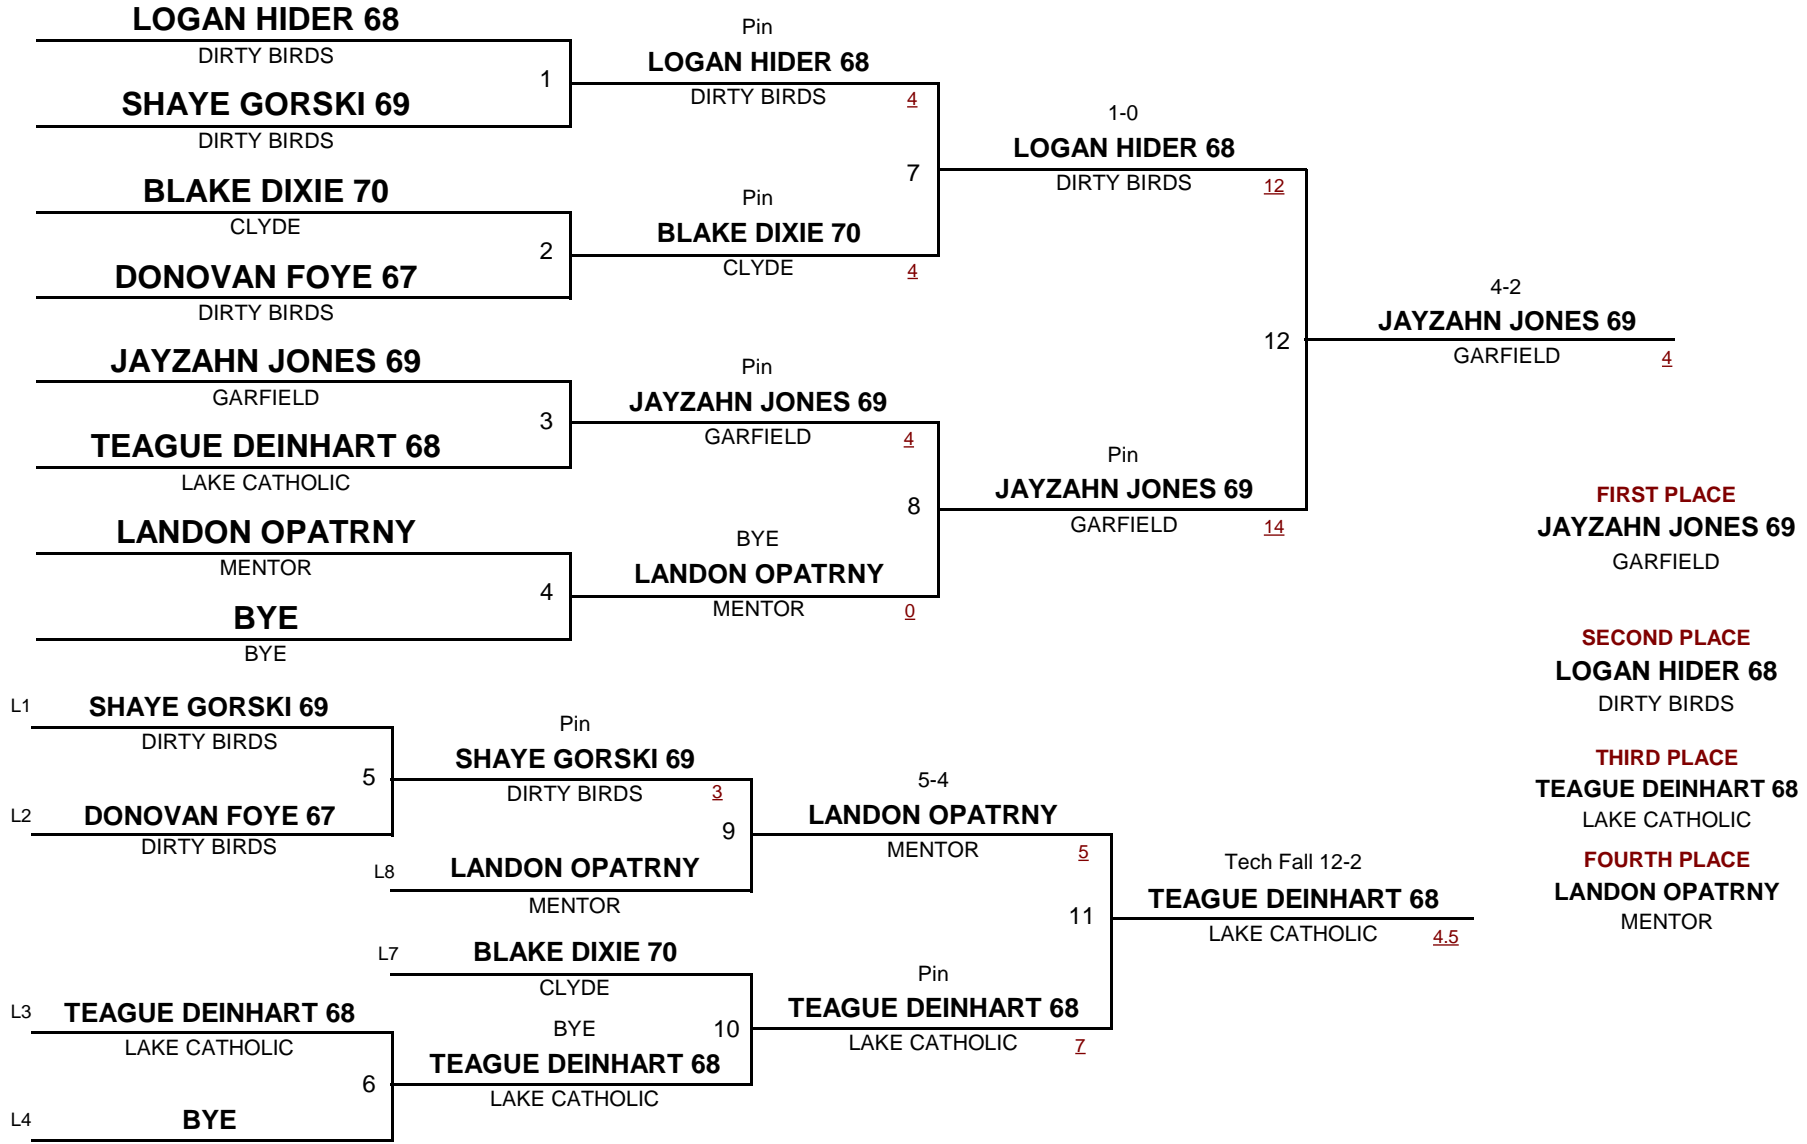 LOGAN HIDER 68
DIRTY BIRDS
1
SHAYE GORSKI 69
DIRTY BIRDS
BLAKE DIXIE 70
CLYDE
2
DONOVAN FOYE 67
DIRTY BIRDS
JAYZAHN JONES 69
GARFIELD
3
TEAGUE DEINHART 68
LAKE CATHOLIC
LANDON OPATRNY
MENTOR
4
BYE
BYE
Pin
LOGAN HIDER 68
DIRTY BIRDS 4
7
Pin
BLAKE DIXIE 70
CLYDE 4
Pin
JAYZAHN JONES 69
GARFIELD 4
8
BYE
LANDON OPATRNY
MENTOR 0
1-0
LOGAN HIDER 68
DIRTY BIRDS 12
12
Pin
JAYZAHN JONES 69
GARFIELD 14
4-2
JAYZAHN JONES 69
GARFIELD 4
L1 SHAYE GORSKI 69
DIRTY BIRDS
5
L2 DONOVAN FOYE 67
DIRTY BIRDS
L3 TEAGUE DEINHART 68
LAKE CATHOLIC
6
L4 BYE
Pin
SHAYE GORSKI 69
DIRTY BIRDS 3
9
L8 LANDON OPATRNY
MENTOR
L7 BLAKE DIXIE 70
CLYDE
BYE 10
TEAGUE DEINHART 68
LAKE CATHOLIC
5-4
LANDON OPATRNY
MENTOR 5
11
Pin
TEAGUE DEINHART 68
LAKE CATHOLIC 7
Tech Fall 12-2
TEAGUE DEINHART 68
LAKE CATHOLIC 4.5
FIRST PLACE
JAYZAHN JONES 69
GARFIELD
SECOND PLACE
LOGAN HIDER 68
DIRTY BIRDS
THIRD PLACE
TEAGUE DEINHART 68
LAKE CATHOLIC
FOURTH PLACE
LANDON OPATRNY
MENTOR